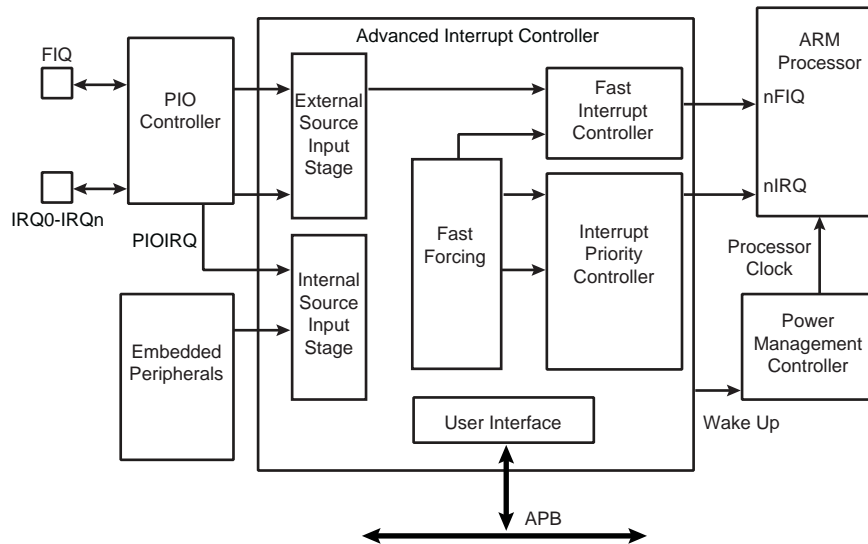 FIQ
PIO
Controller
IRQ0-IRQn
PIOIRQ
Embedded
Peripherals
Advanced Interrupt Controller
External
Source
Input
Stage
Internal
Source
Input
Stage
Fast
Forcing
Fast
Interrupt
Controller
Interrupt
Priority
Controller
User Interface
ARM
Processor
nFIQ
nIRQ
Processor
Clock
Power
Management
Controller
Wake Up
APB